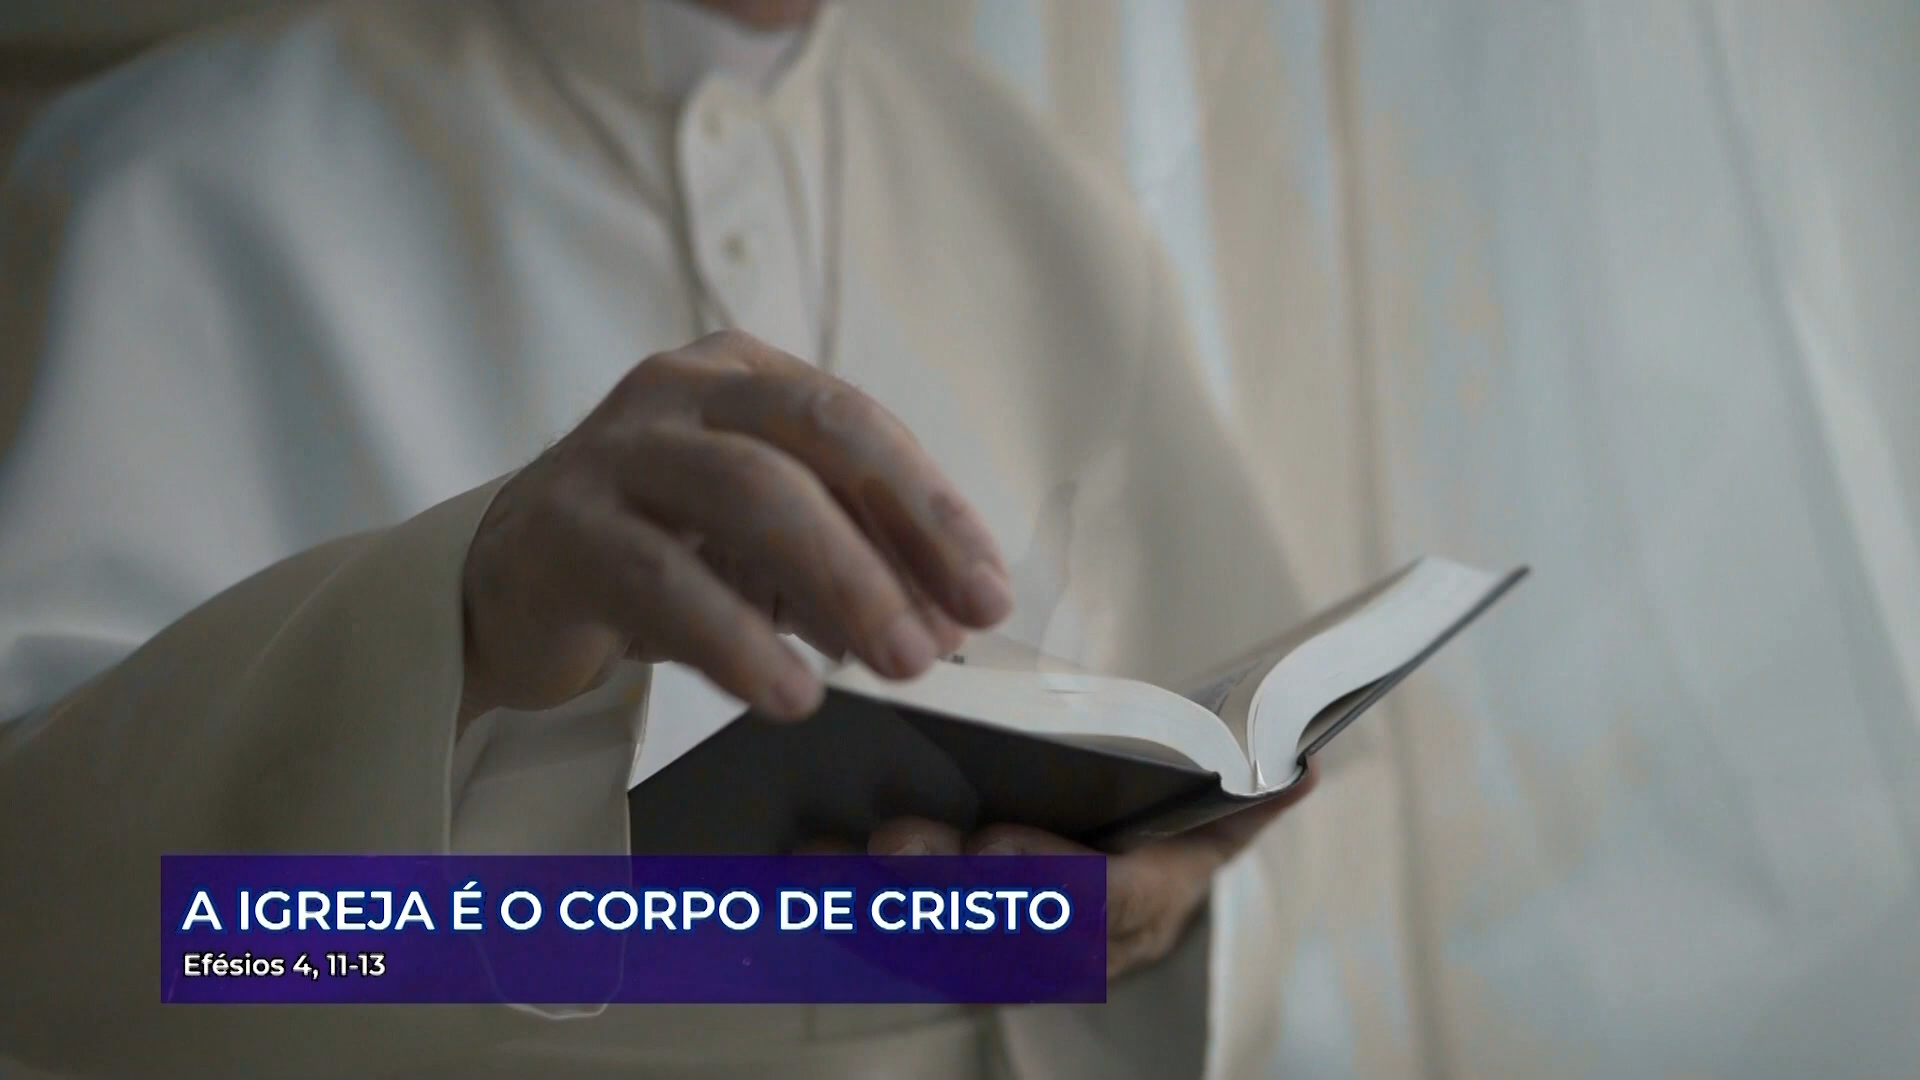 A IGREJA É O CORPO DE CRISTO
Efésios 4, 11-13